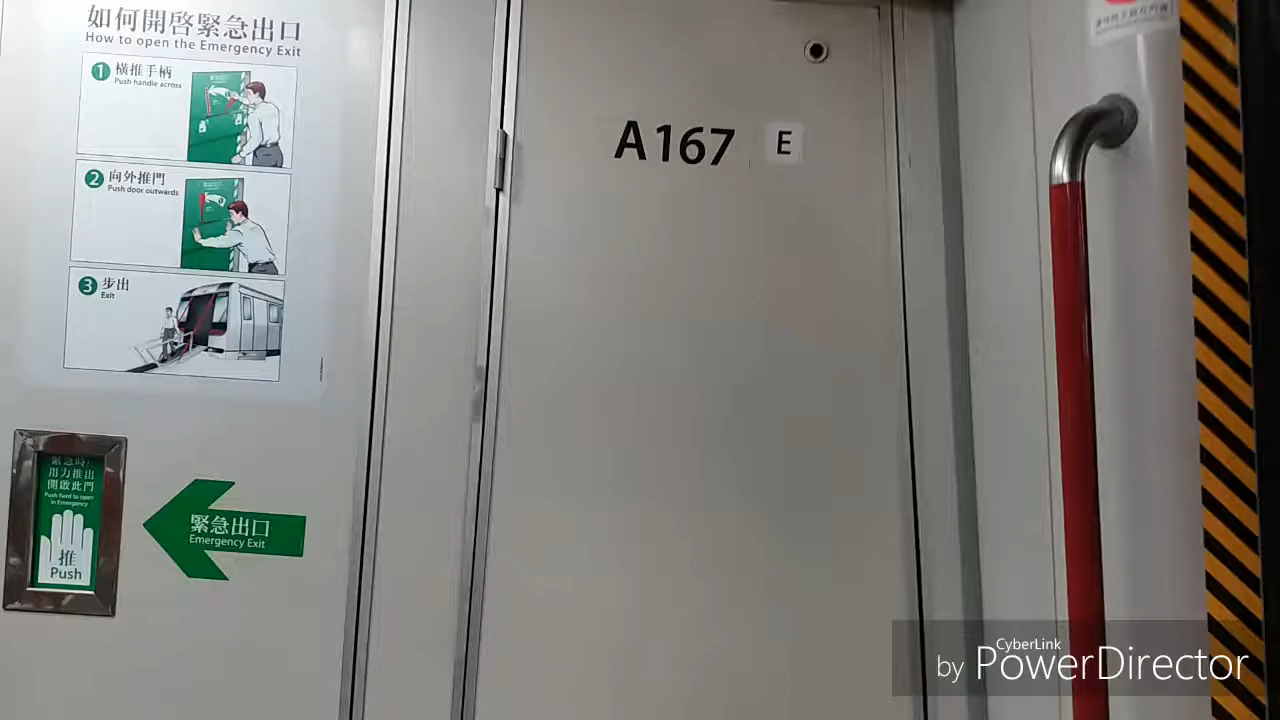 如何開啓緊急出口
How to open the Emergency Exit
1 橫推手柄
Push handle across
2 向外推門
Push door outwards
3 步出
Exit
緊急時，
用力推出
開啟此門
Push hard to open
in Emergency
推
Push
緊急出口
Emergency Exit
A167 E
CyberLink
by PowerDirector